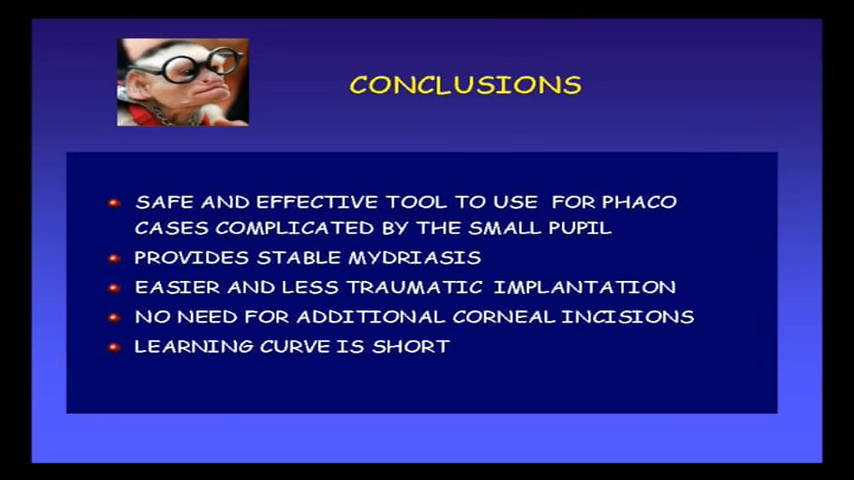 CONCLUSIONS
SAFE AND EFFECTIVE TOOL TO USE FOR PHACO
CASES COMPLICATED BY THE SMALL PUPIL
PROVIDES STABLE MYDRIASIS
EASIER AND LESS TRAUMATIC IMPLANTATION
NO NEED FOR ADDITIONAL CORNEAL INCISIONS
LEARNING CURVE IS SHORT